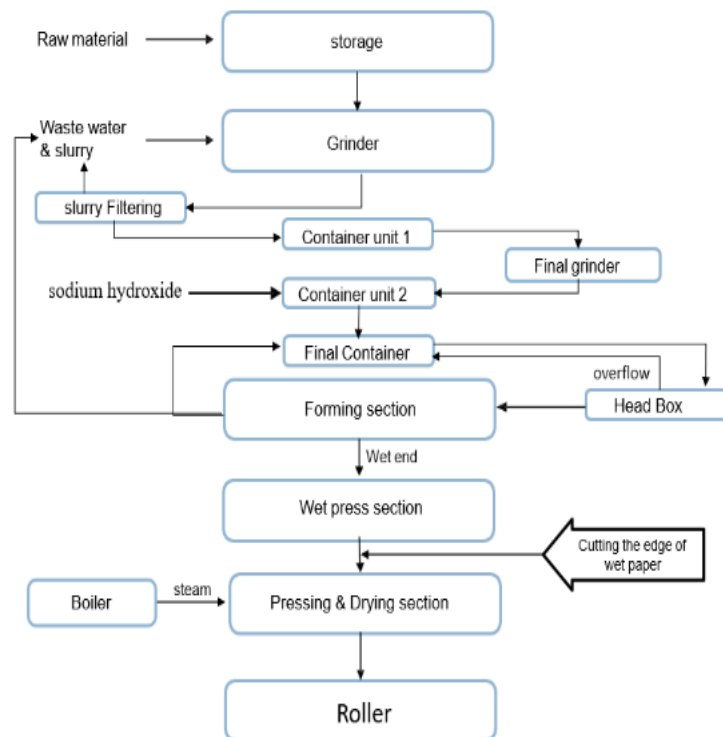 Raw material
storage
Waste water
& slurry
Grinder
slurry Filtering
Container unit 1
Final grinder
sodium hydroxide
Container unit 2
Final Container
overflow
Head Box
Forming section
Wet end
Wet press section
Cutting the edge of
wet paper
Boiler
steam
Pressing & Drying section
Roller